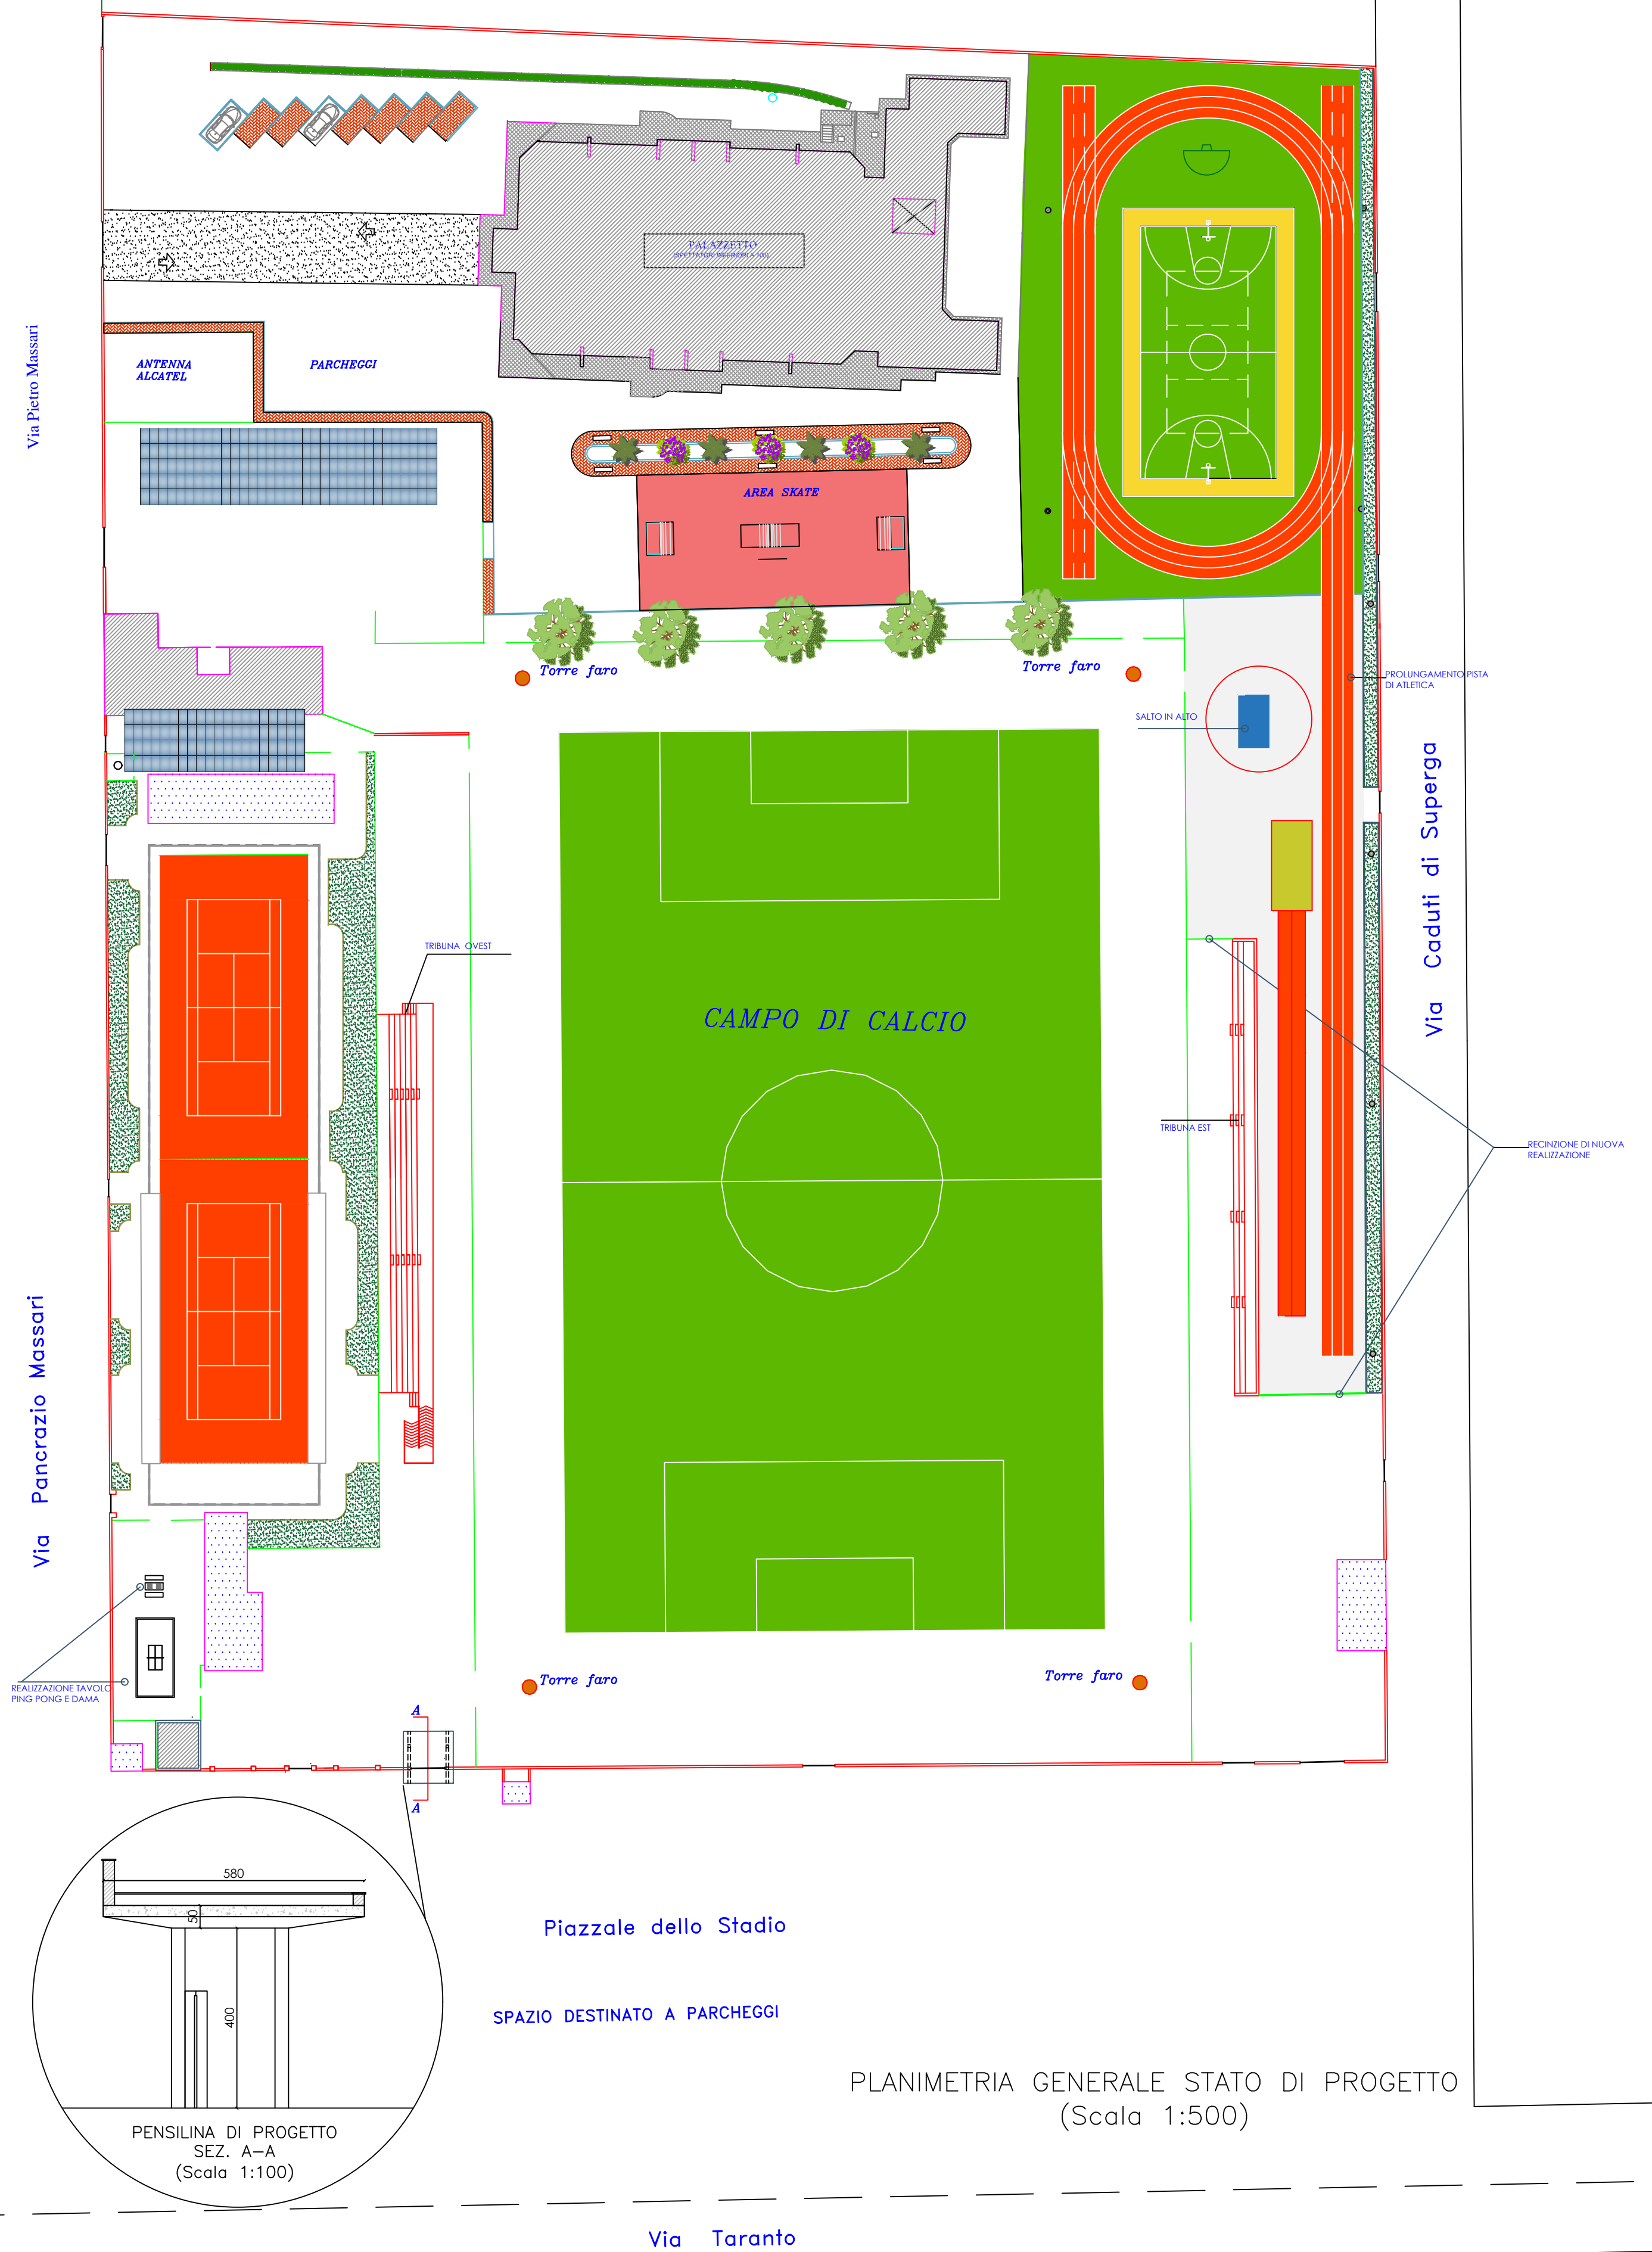 PALAZZETTO
(SPETTATORI INFERIORI A 100)
Via Pietro Massari
ANTENNA
ALCATEL
PARCHEGGI
AREA SKATE
Torre faro
Torre faro
PROLUNGAMENTO PISTA
DI ATLETICA
SALTO IN ALTO
Via Caduti di Superga
TRIBUNA OVEST
CAMPO DI CALCIO
TRIBUNA EST
RECINZIONE DI NUOVA
REALIZZAZIONE
Via Pancrazio Massari
REALIZZAZIONE TAVOLO
PING PONG E DAMA
Torre faro
Torre faro
A
A
580
50
400
PENSILINA DI PROGETTO
SEZ. A-A
(Scala 1:100)
Piazzale dello Stadio
SPAZIO DESTINATO A PARCHEGGI
PLANIMETRIA GENERALE STATO DI PROGETTO
(Scala 1:500)
Via Taranto